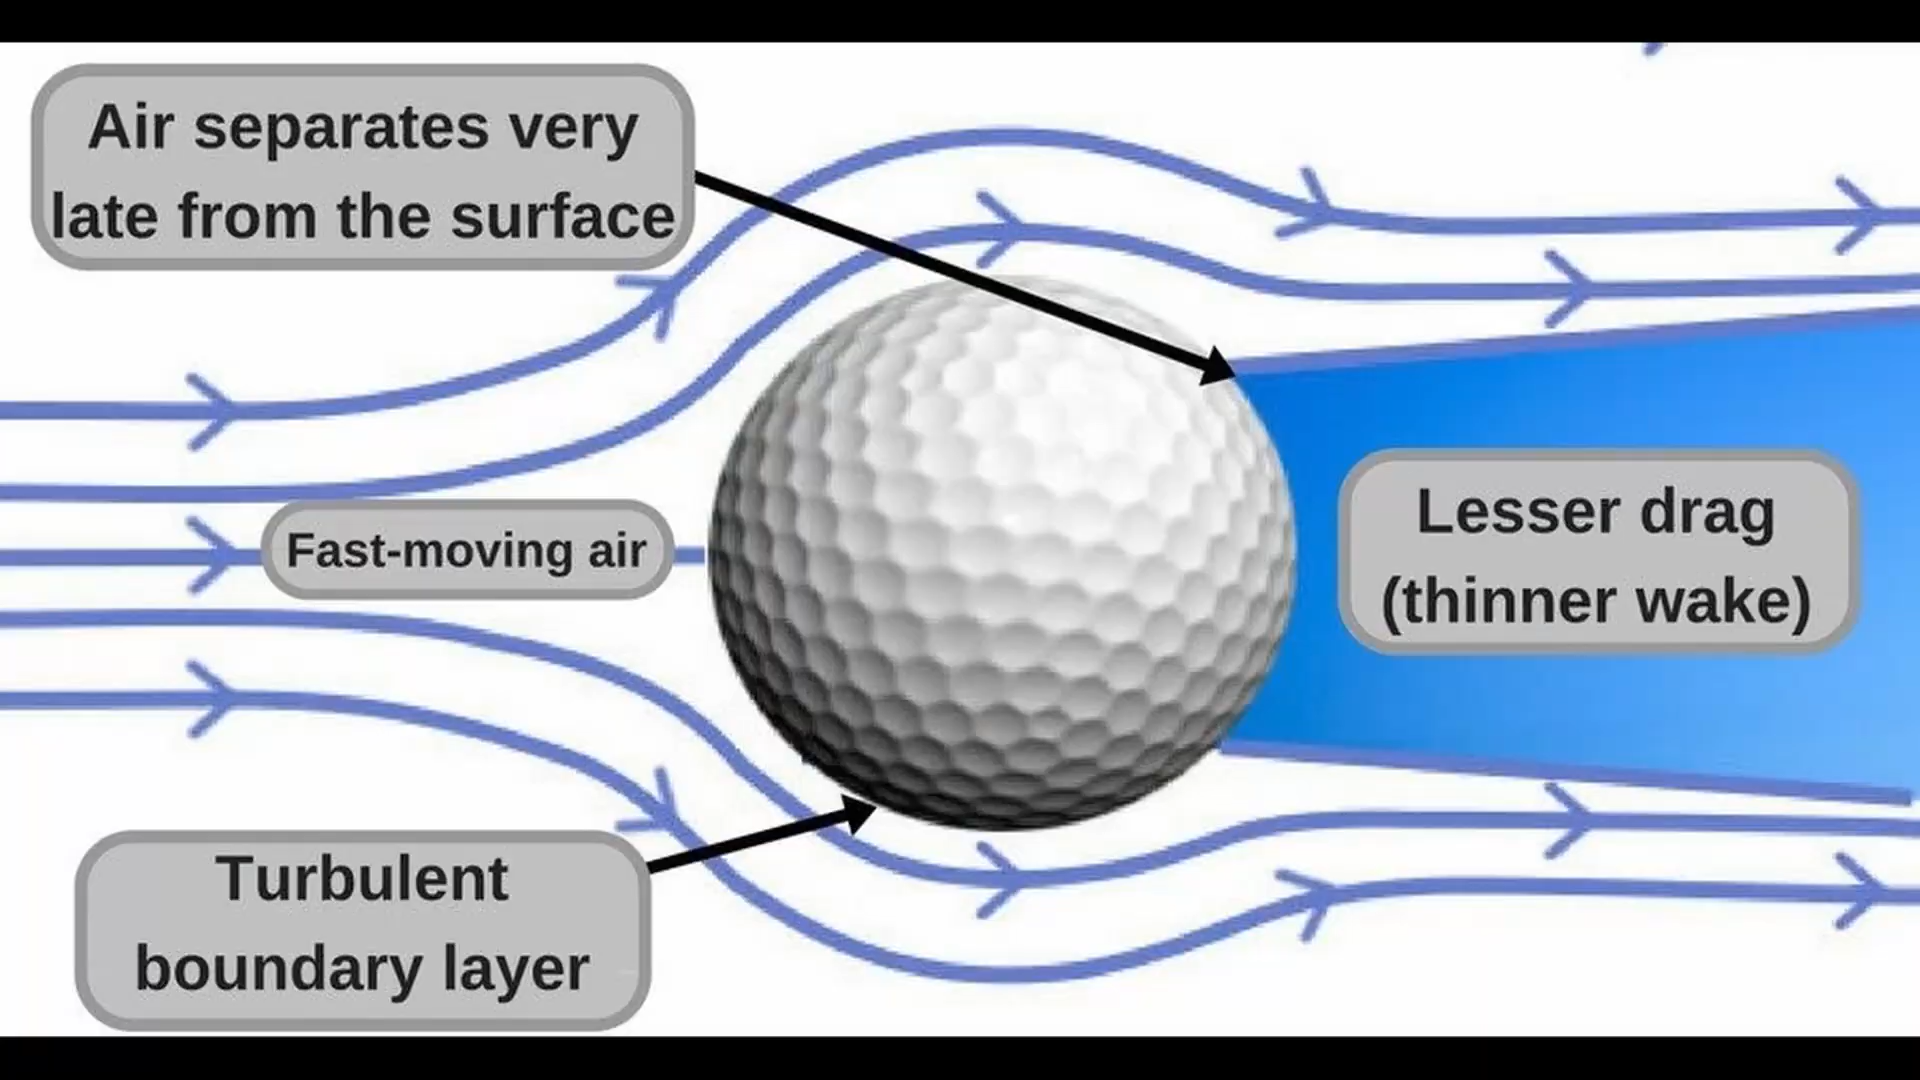 Air separates very
late from the surface
Fast-moving air
Lesser drag
(thinner wake)
Turbulent
boundary layer